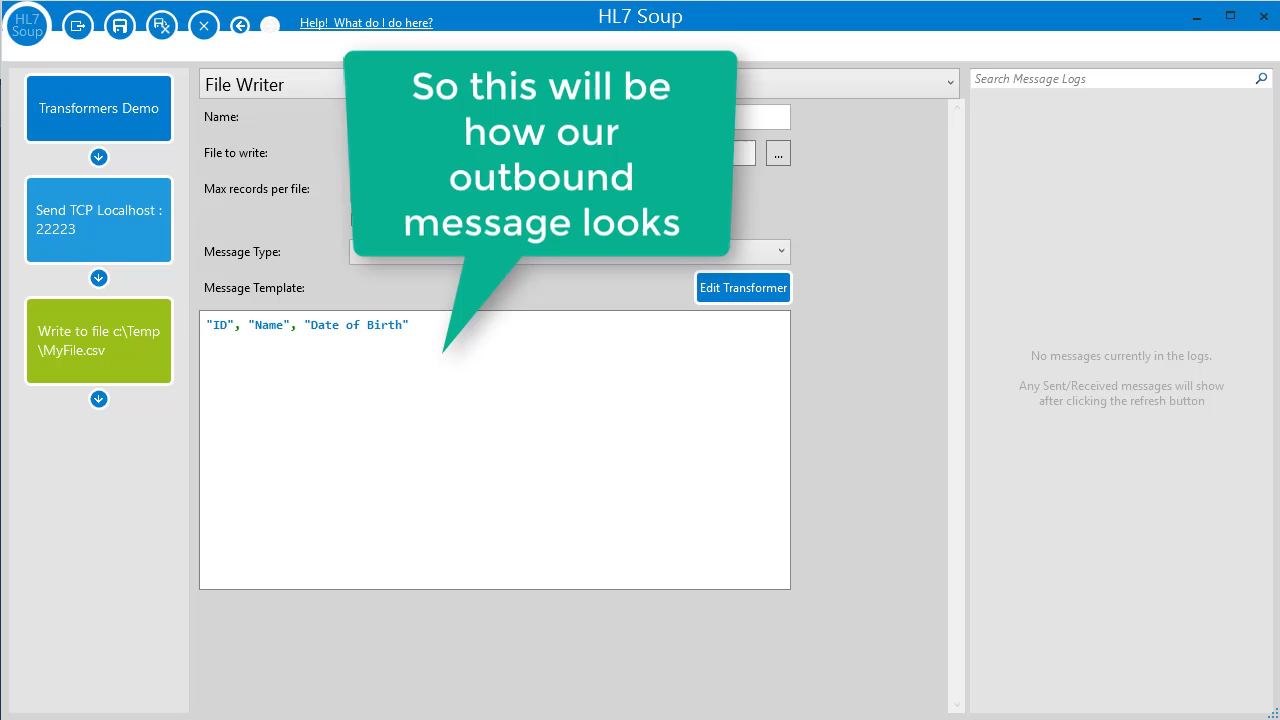 HL7
Soup
Help! What do I do here?
HL7 Soup
Transformers Demo
Send TCP Localhost :
22223
Write to file c:\Temp
\MyFile.csv
File Writer
Name:
File to write:
...
Max records per file:
Message Type:
Message Template:
Edit Transformer
"ID", "Name", "Date of Birth"
So this will be
how our
outbound
message looks
Search Message Logs
No messages currently in the logs.
Any Sent/Received messages will show
after clicking the refresh button